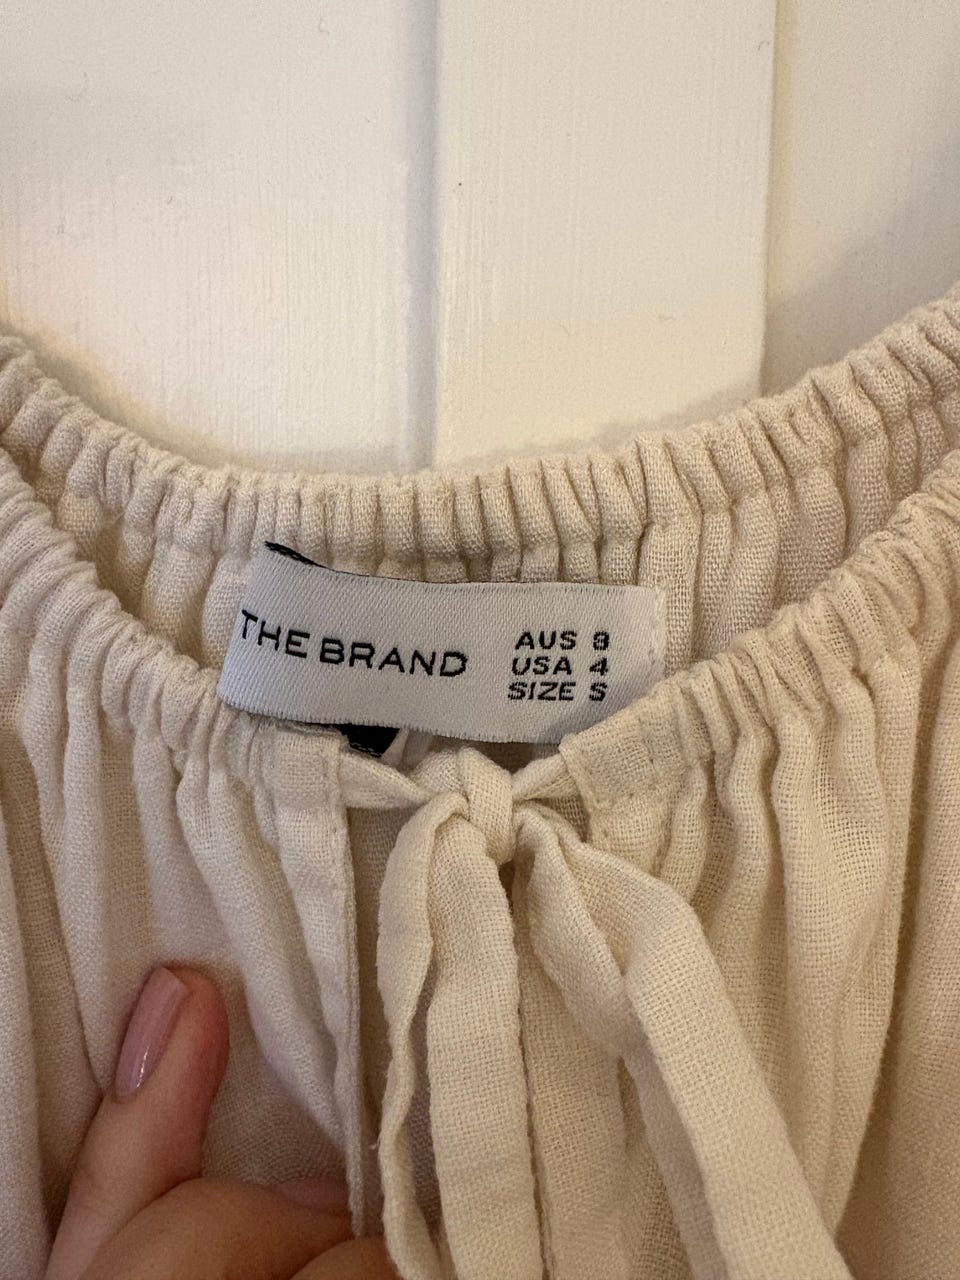 THE BRAND
AUS 8
USA 4
SIZE S